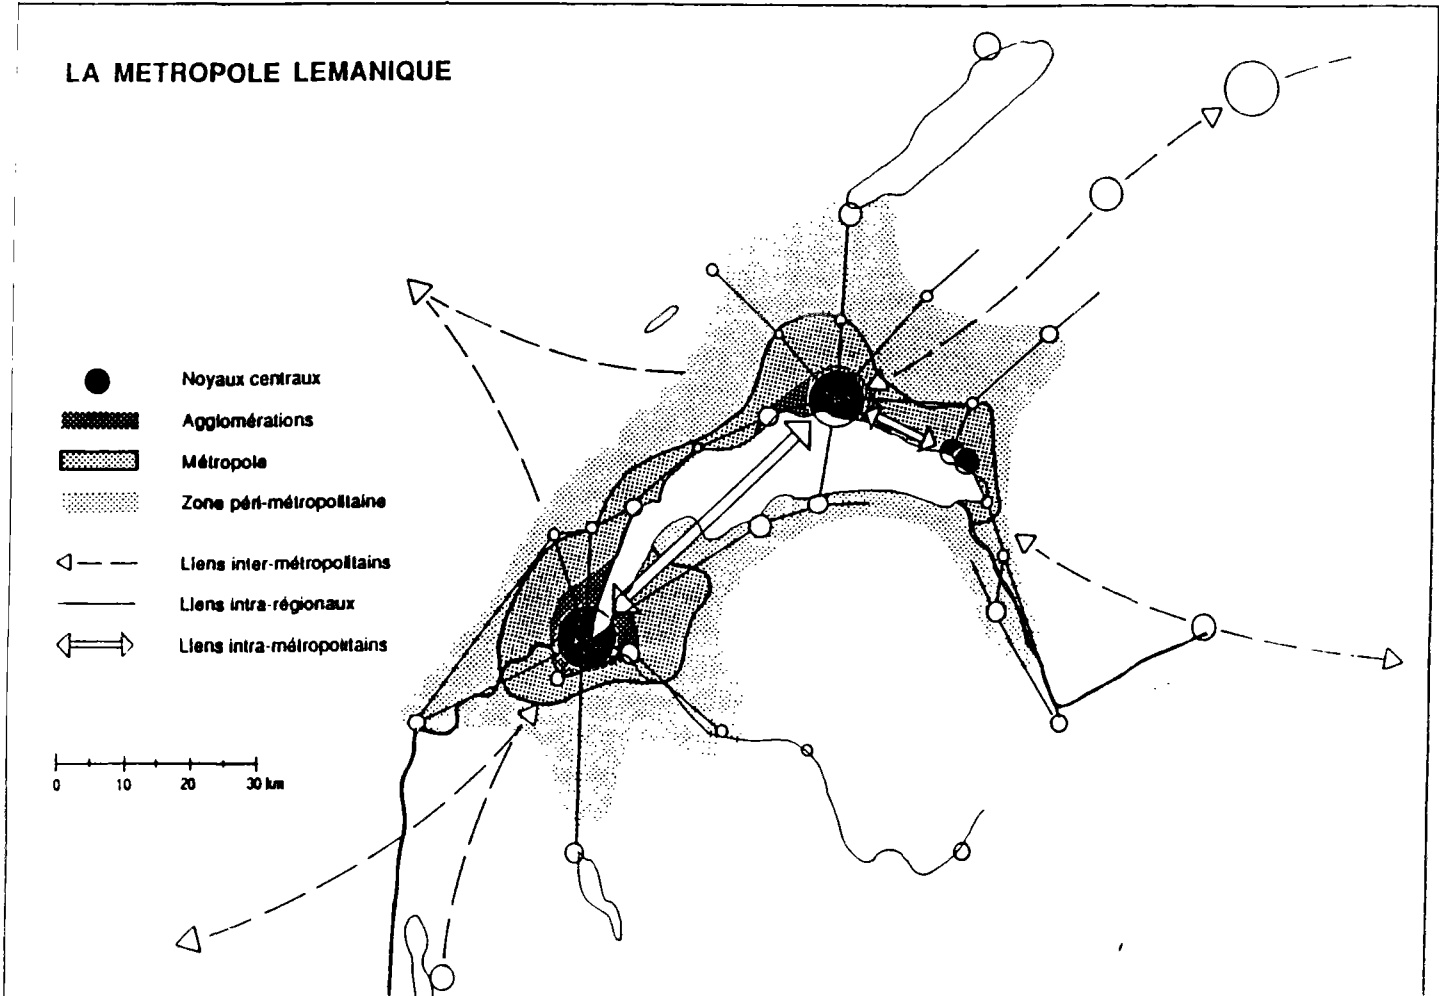 LA METROPOLE LEMANIQUE
Noyaux centraux
Agglomérations
Métropole
Zone péri-métropolitaine
Liens inter-métropolitains
Liens intra-régionaux
Liens intra-métropolitains
0 10 20 30 km